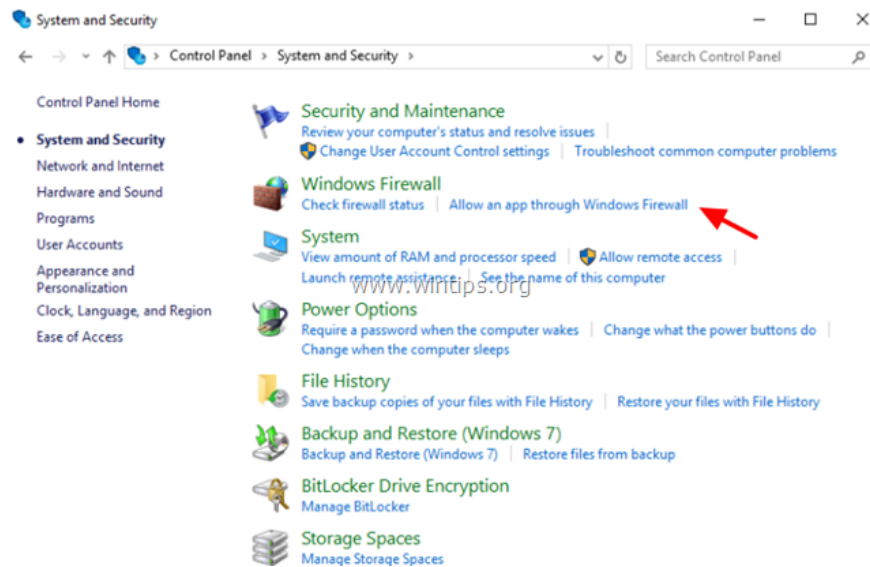 System and Security
Control Panel > System and Security >
Search Control Panel
Control Panel Home
System and Security
Network and Internet
Hardware and Sound
Programs
User Accounts
Appearance and
Personalization
Clock, Language, and Region
Ease of Access
Security and Maintenance
Review your computer's status and resolve issues
Change User Account Control settings
Troubleshoot common computer problems
Windows Firewall
Check firewall status
Allow an app through Windows Firewall
System
View amount of RAM and processor speed
Allow remote access
Launch remote assistance
See the name of this computer
www.wintips.org
Power Options
Require a password when the computer wakes
Change what the power buttons do
Change when the computer sleeps
File History
Save backup copies of your files with File History
Restore your files with File History
Backup and Restore (Windows 7)
Backup and Restore (Windows 7)
Restore files from backup
BitLocker Drive Encryption
Manage BitLocker
Storage Spaces
Manage Storage Spaces